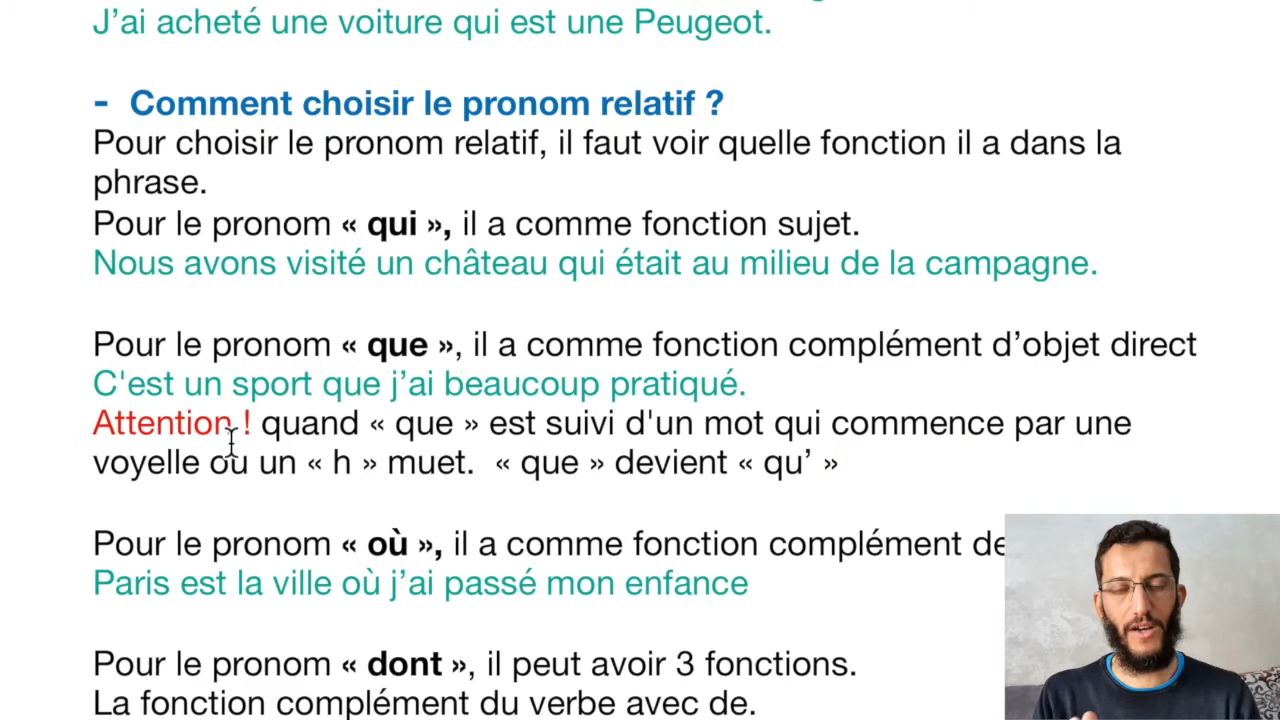 J’ai acheté une voiture qui est une Peugeot.
- Comment choisir le pronom relatif ?
Pour choisir le pronom relatif, il faut voir quelle fonction il a dans la
phrase.
Pour le pronom « qui », il a comme fonction sujet.
Nous avons visité un château qui était au milieu de la campagne.
Pour le pronom « que », il a comme fonction complément d’objet direct
C'est un sport que j’ai beaucoup pratiqué.
Attention ! quand « que » est suivi d'un mot qui commence par une
voyelle ou un « h » muet.  « que » devient « qu’ »
Pour le pronom « où », il a comme fonction complément de
Paris est la ville où j’ai passé mon enfance
Pour le pronom « dont », il peut avoir 3 fonctions.
La fonction complément du verbe avec de.